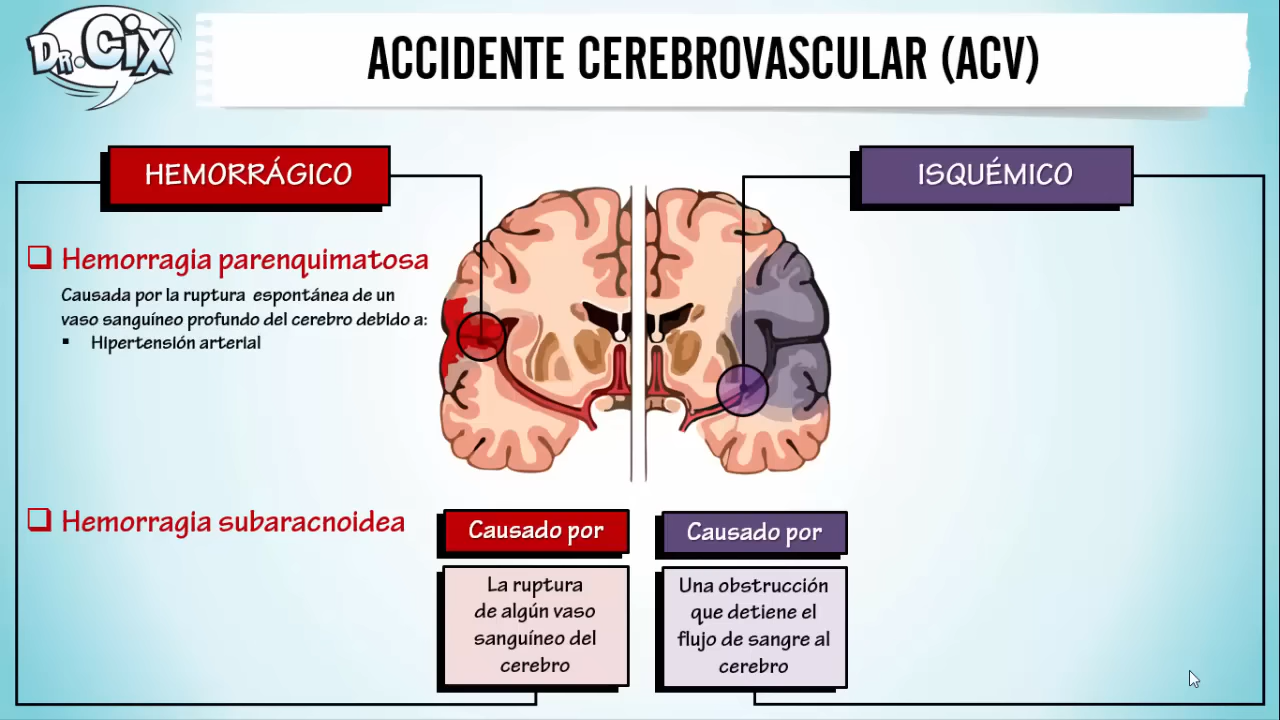 DR. CiX
ACCIDENTE CEREBROVASCULAR (ACV)
HEMORRÁGICO
Hemorragia parenquimatosa
Causada por la ruptura espontánea de un
vaso sanguíneo profundo del cerebro debido a:
▪ Hipertensión arterial
Hemorragia subaracnoidea
Causado por
La ruptura
de algún vaso
sanguíneo del
cerebro
ISQUÉMICO
Causado por
Una obstrucción
que detiene el
flujo de sangre al
cerebro